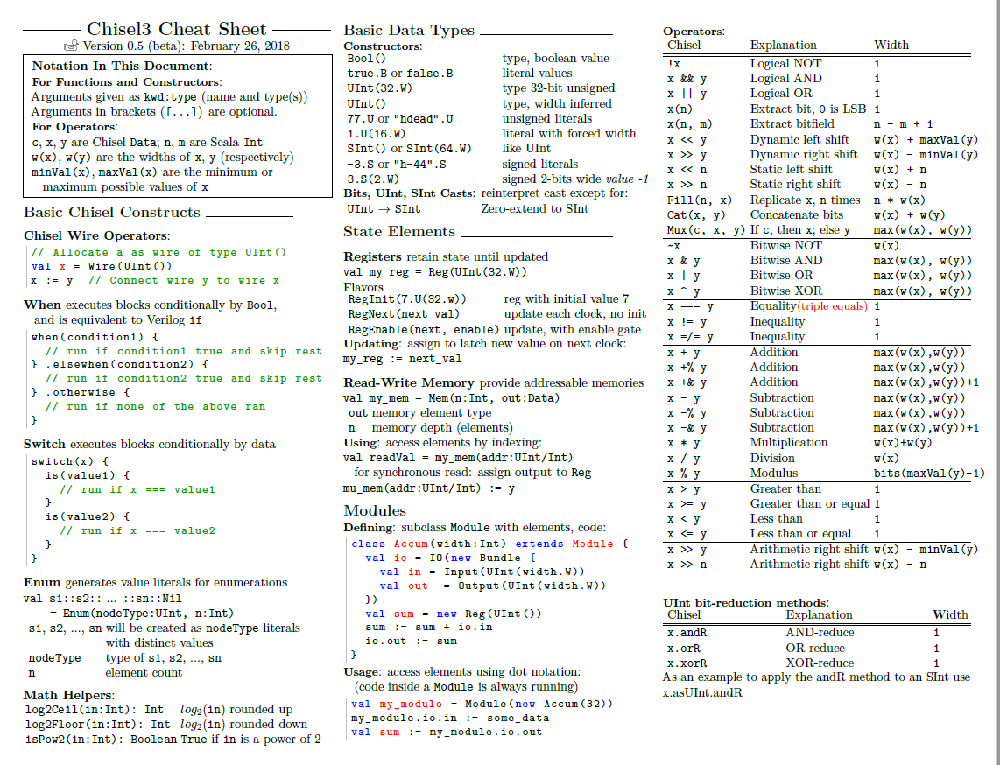 Chisel3 Cheat Sheet
Version 0.5 (beta): February 26, 2018
Notation In This Document:
For Functions and Constructors:
Arguments given as kwd:type (name and type(s))
Arguments in brackets ([...]) are optional.
For Operators:
c, x, y are Chisel Data; n, m are Scala Int
w(x), w(y) are the widths of x, y (respectively)
minVal(x), maxVal(x) are the minimum or
maximum possible values of x
Basic Chisel Constructs
Chisel Wire Operators:
// Allocate a as wire of type UInt()
val x = Wire(UInt())
x := y // Connect wire y to wire x
When executes blocks conditionally by Bool,
and is equivalent to Verilog if
when(condition1) {
// run if condition1 true and skip rest
} .elsewhen(condition2) {
// run if condition2 true and skip rest
} .otherwise {
// run if none of the above ran
}
Switch executes blocks conditionally by data
switch(x) {
is(value1) {
// run if x === value1
}
is(value2) {
// run if x === value2
}
}
Enum generates value literals for enumerations
val s1::s2:: ... ::sn::Nil
= Enum(nodeType:UInt, n:Int)
s1, s2, ..., sn will be created as nodeType literals
with distinct values
nodeType type of s1, s2, ..., sn
n element count
Math Helpers:
log2Ceil(in:Int): Int log2(in) rounded up
log2Floor(in:Int): Int log2(in) rounded down
isPow2(in:Int): Boolean True if in is a power of 2
Basic Data Types
Constructors:
Bool() type, boolean value
true.B or false.B literal values
UInt(32.W) type 32-bit unsigned
UInt() type, width inferred
77.U or "hdead".U unsigned literals
1.U(16.W) literal with forced width
SInt() or SInt(64.W) like UInt
-3.S or "h-44".S signed literals
3.S(2.W) signed 2-bits wide value -1
Bits, UInt, SInt Casts: reinterpret cast except for:
UInt → SInt Zero-extend to SInt
State Elements
Registers retain state until updated
val my_reg = Reg(UInt(32.W))
Flavors
RegInit(7.U(32.w)) reg with initial value 7
RegNext(next_val) update each clock, no init
RegEnable(next, enable) update, with enable gate
Updating: assign to latch new value on next clock:
my_reg := next_val
Read-Write Memory provide addressable memories
val my_mem = Mem(n:Int, out:Data)
out memory element type
n memory depth (elements)
Using: access elements by indexing:
val readVal = my_mem(addr:UInt/Int)
for synchronous read: assign output to Reg
mu_mem(addr:UInt/Int) := y
Modules
Defining: subclass Module with elements, code:
class Accum(width:Int) extends Module {
val io = IO(new Bundle {
val in = Input(UInt(width.W))
val out = Output(UInt(width.W))
})
val sum = new Reg(UInt())
sum := sum + io.in
io.out := sum
}
Usage: access elements using dot notation:
(code inside a Module is always running)
val my_module = Module(new Accum(32))
my_module.io.in := some_data
val sum := my_module.io.out
Operators:
Chisel Explanation Width
!x Logical NOT 1
x && y Logical AND 1
x || y Logical OR 1
x(n) Extract bit, 0 is LSB 1
x(n, m) Extract bitfield n - m + 1
x << y Dynamic left shift w(x) + maxVal(y)
x >> y Dynamic right shift w(x) - minVal(y)
x << n Static left shift w(x) + n
x >> n Static right shift w(x) - n
Fill(n, x) Replicate x, n times n * w(x)
Cat(x, y) Concatenate bits w(x) + w(y)
Mux(c, x, y) If c, then x; else y max(w(x), w(y))
~x Bitwise NOT w(x)
x & y Bitwise AND max(w(x), w(y))
x | y Bitwise OR max(w(x), w(y))
x ^ y Bitwise XOR max(w(x), w(y))
x === y Equality(triple equals) 1
x != y Inequality 1
x =/= y Inequality 1
x + y Addition max(w(x),w(y))
x +% y Addition max(w(x),w(y))
x +& y Addition max(w(x),w(y))+1
x - y Subtraction max(w(x),w(y))
x -% y Subtraction max(w(x),w(y))
x -& y Subtraction max(w(x),w(y))+1
x * y Multiplication w(x)+w(y)
x / y Division w(x)
x % y Modulus bits(maxVal(y)-1)
x > y Greater than 1
x >= y Greater than or equal 1
x < y Less than 1
x <= y Less than or equal 1
x >> y Arithmetic right shift w(x) - minVal(y)
x >> n Arithmetic right shift w(x) - n
UInt bit-reduction methods:
Chisel Explanation Width
x.andR AND-reduce 1
x.orR OR-reduce 1
x.xorR XOR-reduce 1
As an example to apply the andR method to an SInt use
x.asUInt.andR